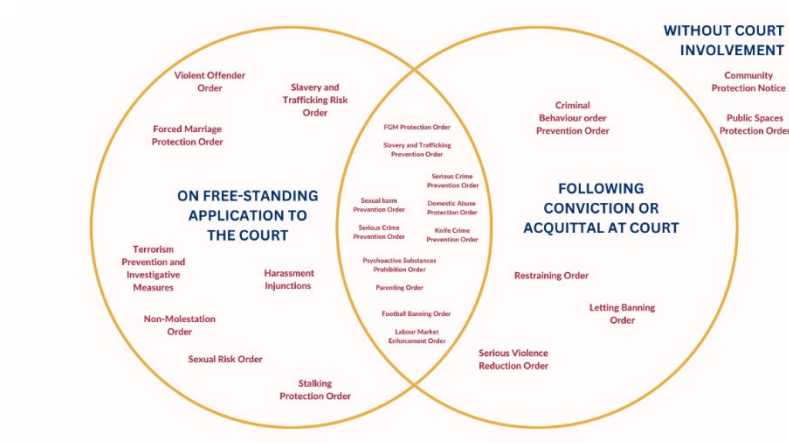 WITHOUT COURT
INVOLVEMENT
Community
Protection Notice
Public Spaces
Protection Order
Violent Offender
Order
Slavery and
Trafficking Risk
Order
Forced Marriage
Protection Order
ON FREE-STANDING
APPLICATION TO
THE COURT
Terrorism
Prevention and
Investigative
Measures
Harassment
Injunctions
Non-Molestation
Order
Sexual Risk Order
Stalking
Protection Order
FGM Protection Order
Slavery and Trafficking
Prevention Order
Serious Crime
Prevention Order
Sexual harm
Prevention Order
Domestic Abuse
Protection Order
Serious Crime
Prevention Order
Knife Crime
Prevention Order
Psychoactive Substances
Prohibition Order
Parenting Order
Football Banning Order
Labour Market
Enforcement Order
Criminal
Behaviour order
Prevention Order
FOLLOWING
CONVICTION OR
ACQUITTAL AT COURT
Restraining Order
Letting Banning
Order
Serious Violence
Reduction Order